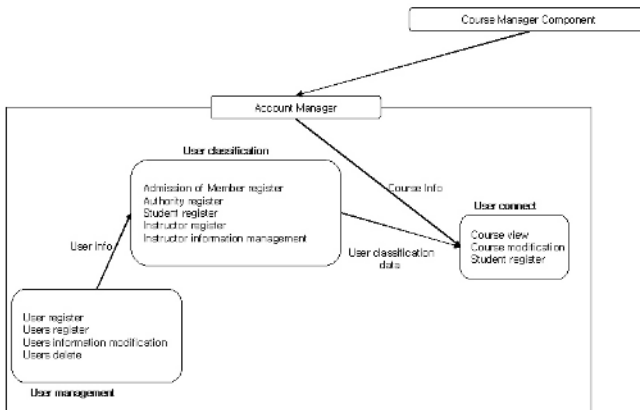 Course Manager Component
Account Manager
User classification
Admission of Member register
Authority register
Student register
Instructor register
Instructor information management
Course Info
User connect
Course view
Course modification
Student register
User Info
User classification
data
User register
Users register
Users information modification
Users delete
User management